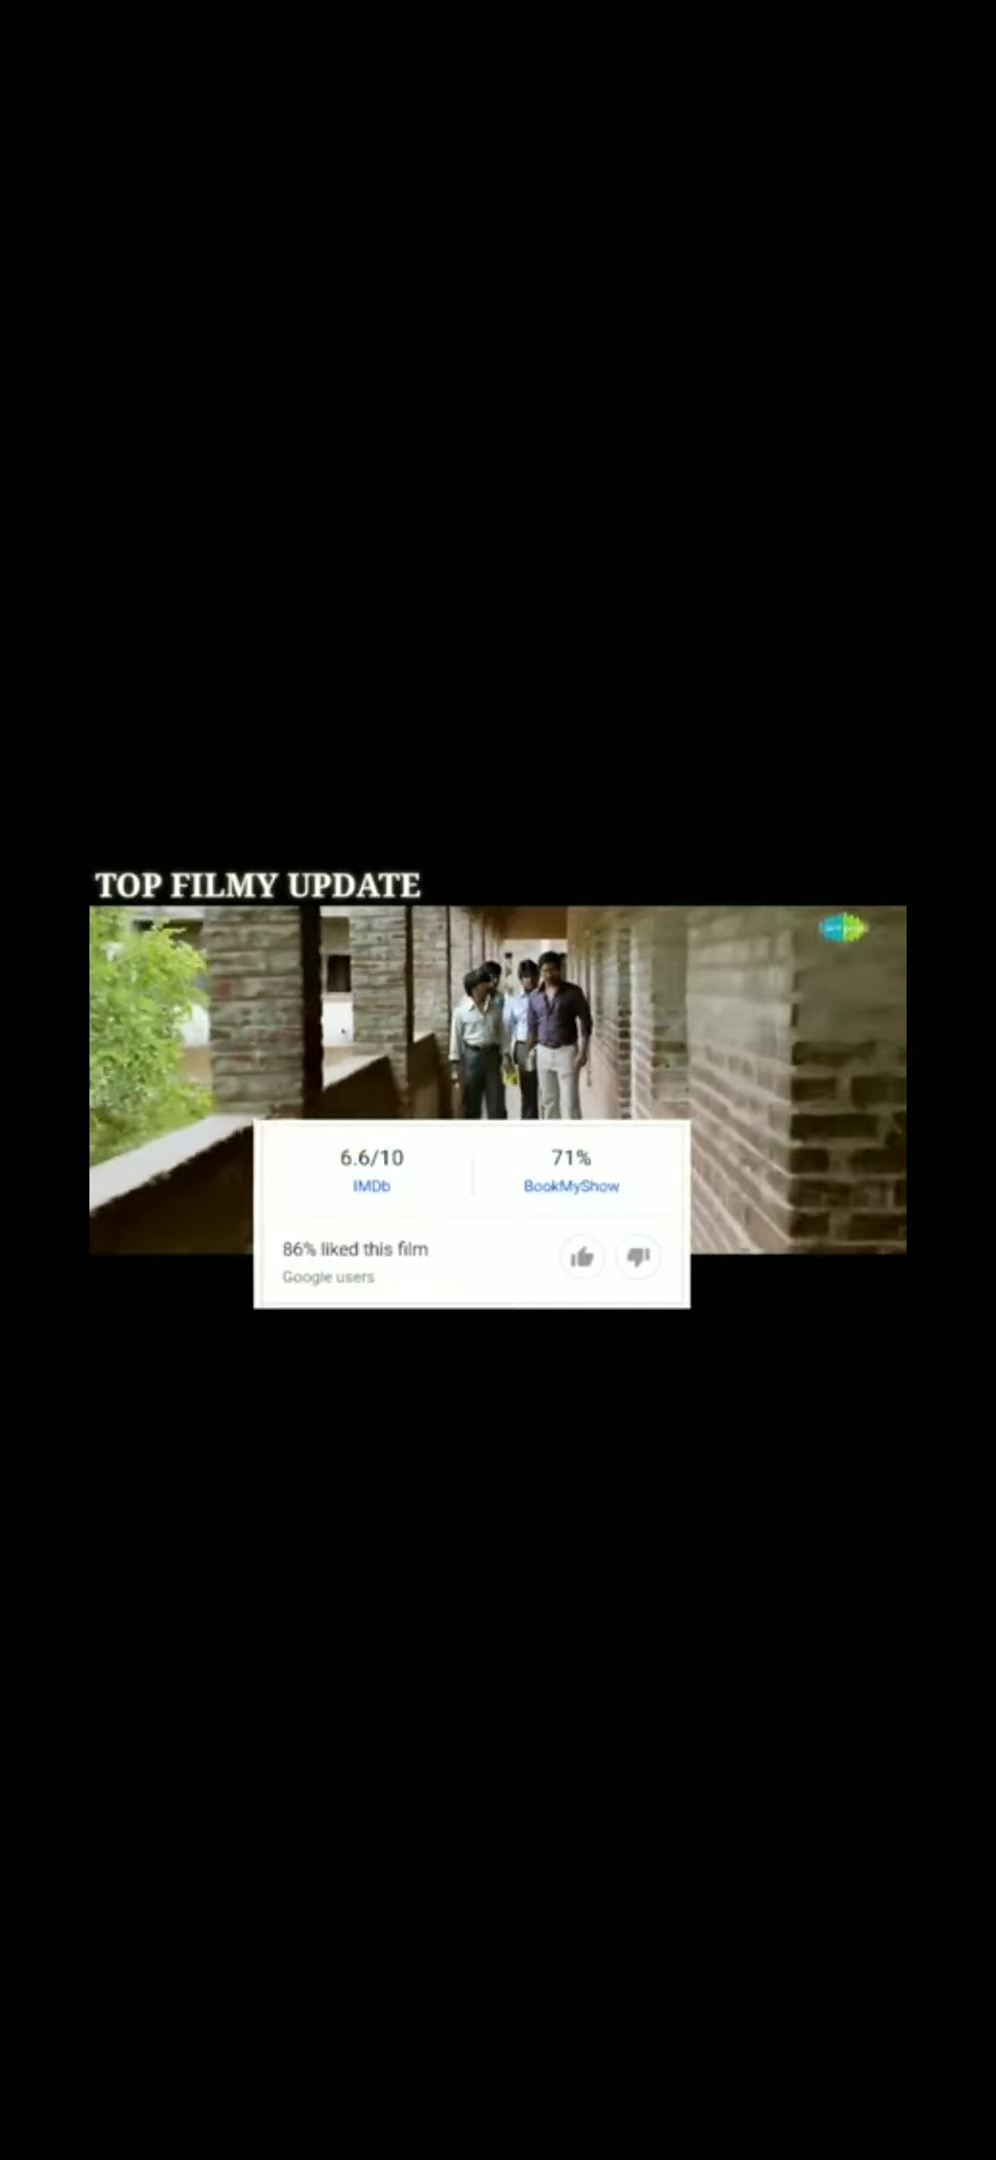 TOP FILMY UPDATE
6.6/10
IMDb
71%
BookMyShow
86% liked this film
Google users